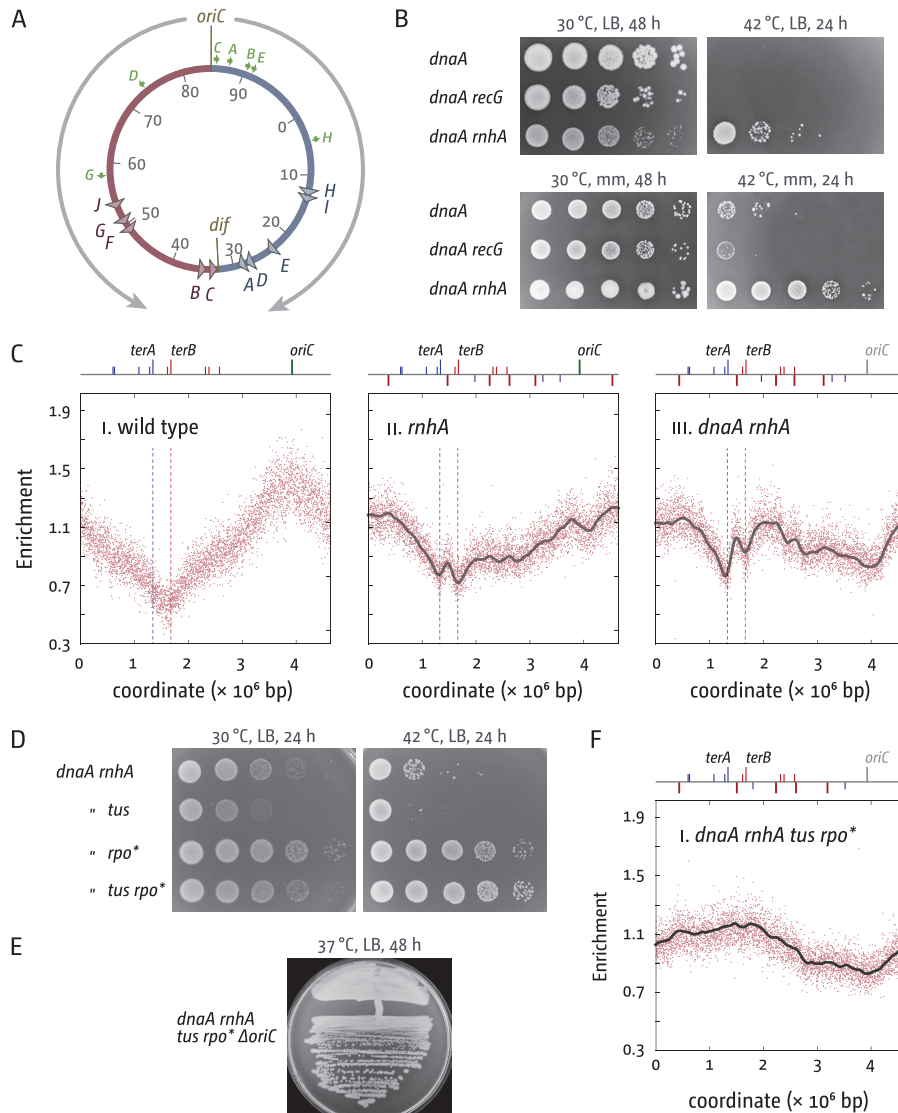 A
oriC
C A B E
D
80 90
70 0
H
60 10
G
J H
I
G 50 20
F dif
40 30 E
B C A D
B
30 °C, LB, 48 h 42 °C, LB, 24 h
dnaA
dnaA recG
dnaA rnhA
30 °C, mm, 48 h 42 °C, mm, 24 h
dnaA
dnaA recG
dnaA rnhA
C
terA terB oriC terA terB oriC terA terB oriC
I. wild type II. rnhA III. dnaA rnhA
Enrichment
1.9
1.5
1.1
0.7
0.3
0 1 2 3 4 0 1 2 3 4 0 1 2 3 4
coordinate (× 10⁶ bp) coordinate (× 10⁶ bp) coordinate (× 10⁶ bp)
D
30 °C, LB, 24 h 42 °C, LB, 24 h
dnaA rnhA
" tus
" rpo*
" tus rpo*
E
37 °C, LB, 48 h
dnaA rnhA
tus rpo* ΔoriC
F
terA terB oriC
I. dnaA rnhA tus rpo*
Enrichment
1.9
1.5
1.1
0.7
0.3
0 1 2 3 4
coordinate (× 10⁶ bp)